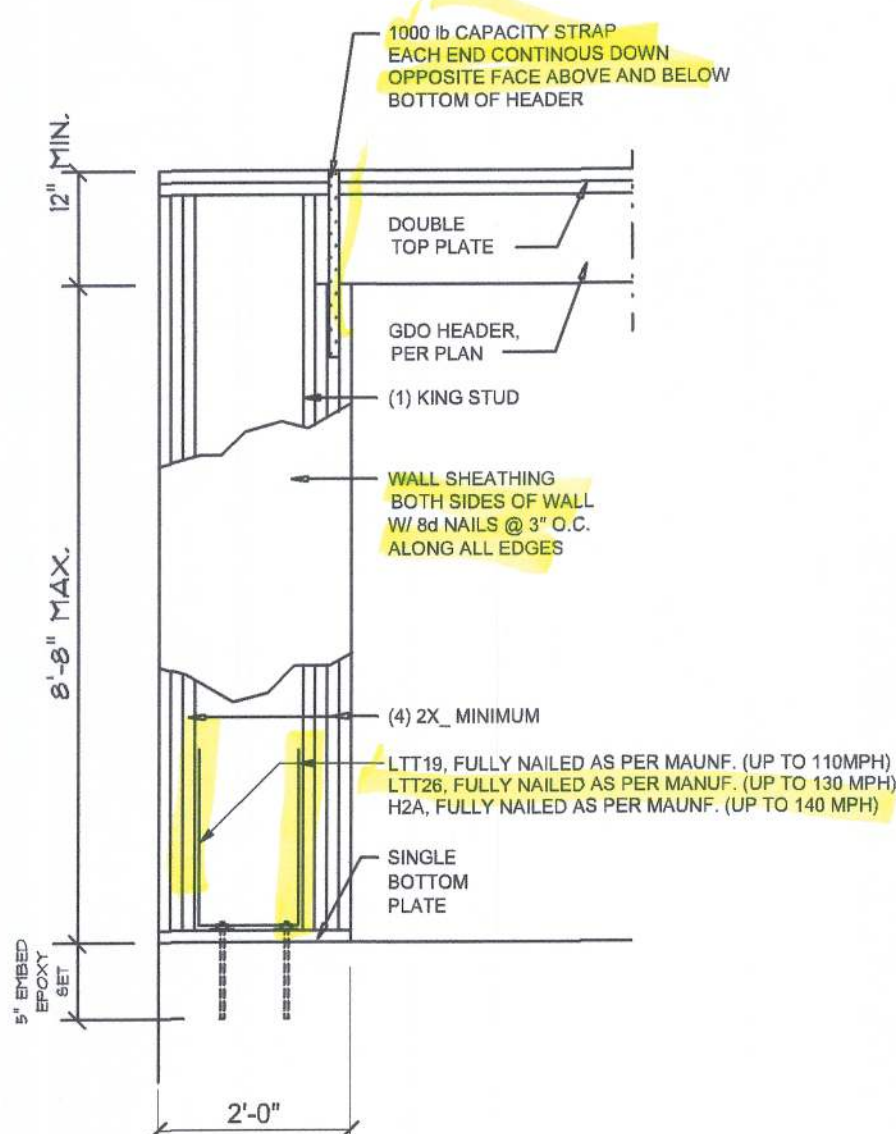 1000 lb CAPACITY STRAP
EACH END CONTINOUS DOWN
OPPOSITE FACE ABOVE AND BELOW
BOTTOM OF HEADER
12" MIN.
DOUBLE
TOP PLATE
GDO HEADER,
PER PLAN
(1) KING STUD
WALL SHEATHING
BOTH SIDES OF WALL
W/ 8d NAILS @ 3" O.C.
ALONG ALL EDGES
8'-8" MAX.
(4) 2X_ MINIMUM
LTT19, FULLY NAILED AS PER MAUNF. (UP TO 110MPH)
LTT26, FULLY NAILED AS PER MANUF. (UP TO 130 MPH)
H2A, FULLY NAILED AS PER MAUNF. (UP TO 140 MPH)
SINGLE
BOTTOM
PLATE
5" EMBED
EPOXY
SET
2'-0"